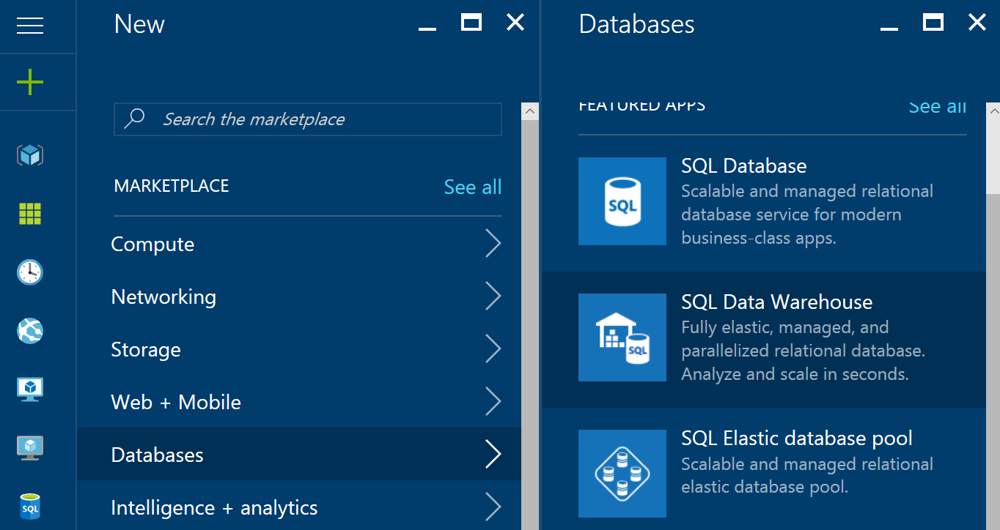 New
Search the marketplace
MARKETPLACE
See all
Compute
Networking
Storage
Web + Mobile
Databases
Intelligence + analytics
SQL
Databases
FEATURED APPS
See all
SQL
SQL Database
Scalable and managed relational
database service for modern
business-class apps.
SQL
SQL Data Warehouse
Fully elastic, managed, and
parallelized relational database.
Analyze and scale in seconds.
SQL Elastic database pool
Scalable and managed relational
elastic database pool.